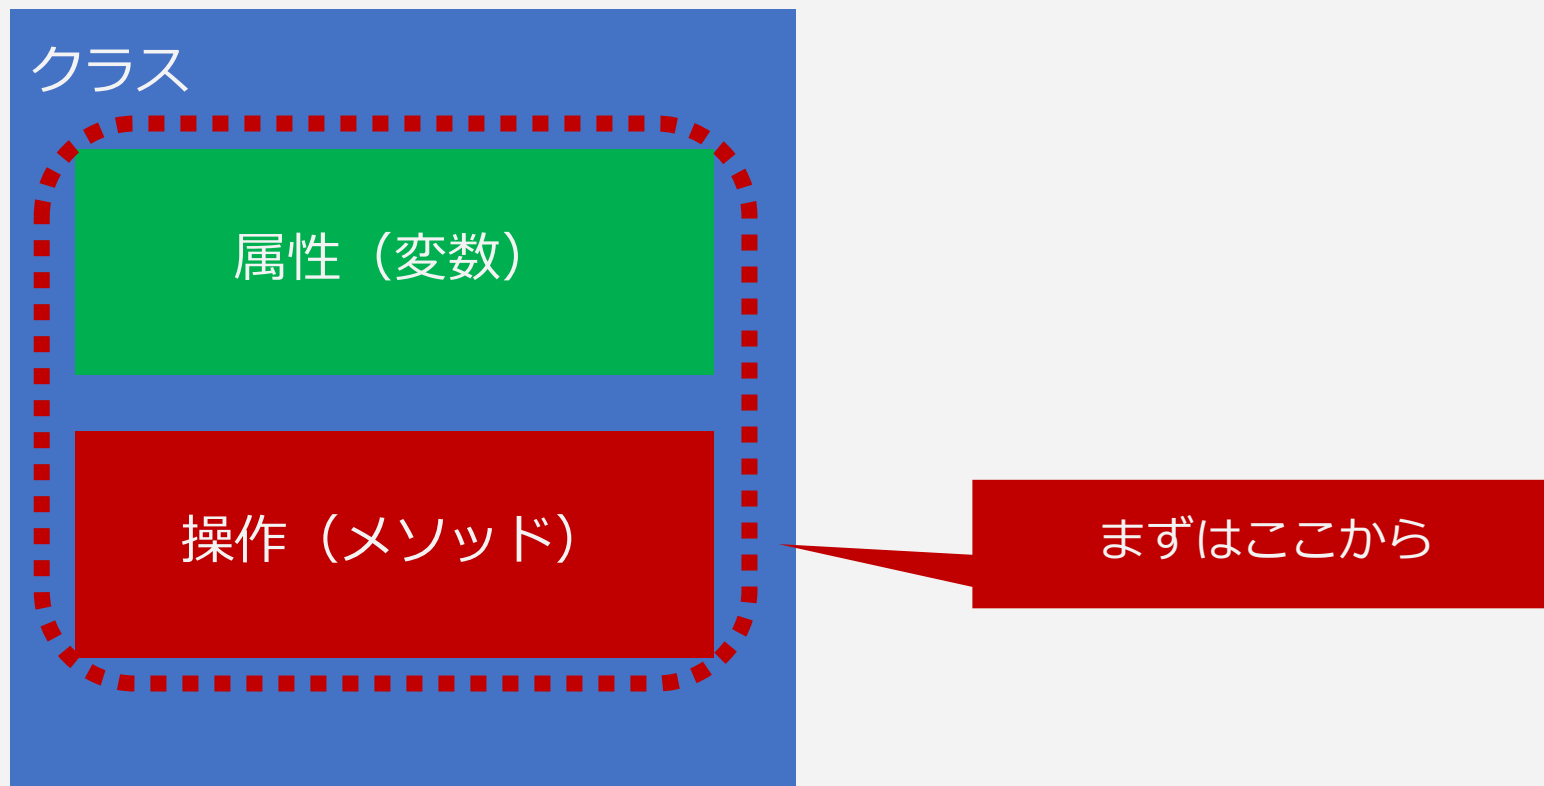 クラス
属性（変数）
操作（メソッド）
まずはここから